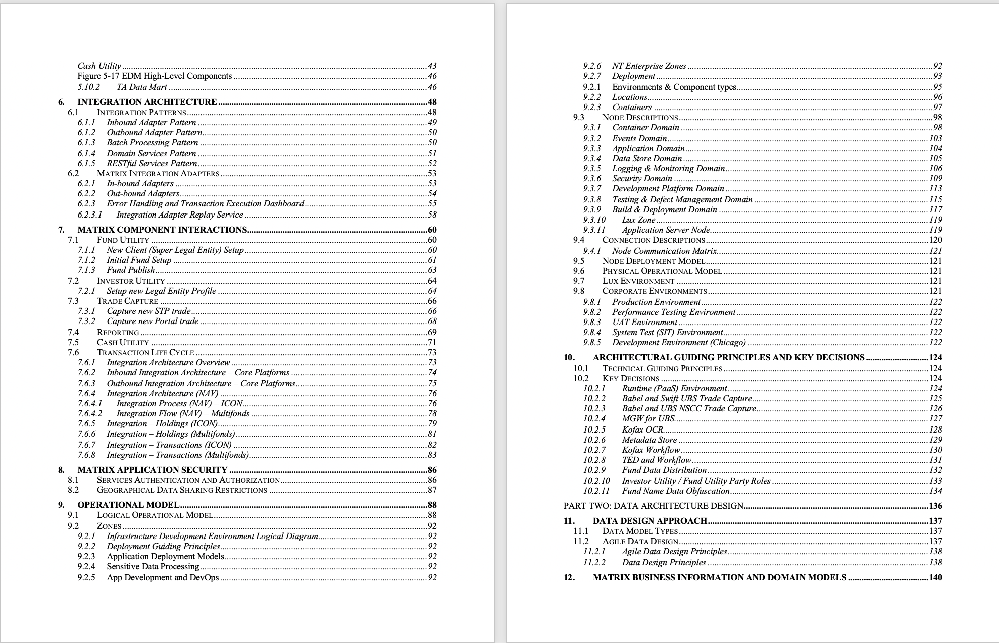 Cash Utility 43
Figure 5-17 EDM High-Level Components 46
5.10.2 TA Data Mart 46
6. INTEGRATION ARCHITECTURE 48
6.1 INTEGRATION PATTERNS 48
6.1.1 Inbound Adapter Pattern 49
6.1.2 Outbound Adapter Pattern 50
6.1.3 Batch Processing Pattern 50
6.1.4 Domain Services Pattern 51
6.1.5 RESTful Services Pattern 52
6.2 MATRIX INTEGRATION ADAPTERS 53
6.2.1 In-bound Adapters 53
6.2.2 Out-bound Adapters 54
6.2.3 Error Handling and Transaction Execution Dashboard 55
6.2.3.1 Integration Adapter Replay Service 58
7. MATRIX COMPONENT INTERACTIONS 60
7.1 FUND UTILITY 60
7.1.1 New Client (Super Legal Entity) Setup 60
7.1.2 Initial Fund Setup 61
7.1.3 Fund Publish 63
7.2 INVESTOR UTILITY 64
7.2.1 Setup new Legal Entity Profile 64
7.3 TRADE CAPTURE 66
7.3.1 Capture new STP trade 66
7.3.2 Capture new Portal trade 68
7.4 REPORTING 69
7.5 CASH UTILITY 71
7.6 TRANSACTION LIFE CYCLE 73
7.6.1 Integration Architecture Overview 73
7.6.2 Inbound Integration Architecture – Core Platforms 74
7.6.3 Outbound Integration Architecture – Core Platforms 75
7.6.4 Integration Architecture (NAV) 76
7.6.4.1 Integration Process (NAV) – ICON 76
7.6.4.2 Integration Flow (NAV) – Multifonds 78
7.6.5 Integration – Holdings (ICON) 79
7.6.6 Integration – Holdings (Multifonds) 81
7.6.7 Integration – Transactions (ICON) 82
7.6.8 Integration – Transactions (Multifonds) 83
8. MATRIX APPLICATION SECURITY 86
8.1 SERVICES AUTHENTICATION AND AUTHORIZATION 86
8.2 GEOGRAPHICAL DATA SHARING RESTRICTIONS 87
9. OPERATIONAL MODEL 88
9.1 LOGICAL OPERATIONAL MODEL 88
9.2 ZONES 92
9.2.1 Infrastructure Development Environment Logical Diagram 92
9.2.2 Deployment Guiding Principles 92
9.2.3 Application Deployment Models 92
9.2.4 Sensitive Data Processing 92
9.2.5 App Development and DevOps 92
9.2.6 NT Enterprise Zones 92
9.2.7 Deployment 93
9.2.1 Environments & Component types 95
9.2.2 Locations 96
9.2.3 Containers 97
9.3 NODE DESCRIPTIONS 98
9.3.1 Container Domain 98
9.3.2 Events Domain 103
9.3.3 Application Domain 104
9.3.4 Data Store Domain 105
9.3.5 Logging & Monitoring Domain 106
9.3.6 Security Domain 109
9.3.7 Development Platform Domain 113
9.3.8 Testing & Defect Management Domain 115
9.3.9 Build & Deployment Domain 117
9.3.10 Lux Zone 119
9.3.11 Application Server Node 119
9.4 CONNECTION DESCRIPTIONS 120
9.4.1 Node Communication Matrix 121
9.5 NODE DEPLOYMENT MODEL 121
9.6 PHYSICAL OPERATIONAL MODEL 121
9.7 LUX ENVIRONMENT 121
9.8 CORPORATE ENVIRONMENTS 121
9.8.1 Production Environment 122
9.8.2 Performance Testing Environment 122
9.8.3 UAT Environment 122
9.8.4 System Test (SIT) Environment 122
9.8.5 Development Environment (Chicago) 122
10. ARCHITECTURAL GUIDING PRINCIPLES AND KEY DECISIONS 124
10.1 TECHNICAL GUIDING PRINCIPLES 124
10.2 KEY DECISIONS 124
10.2.1 Runtime (PaaS) Environment 124
10.2.2 Babel and Swift UBS Trade Capture 125
10.2.3 Babel and UBS NSCC Trade Capture 126
10.2.4 MGW for UBS 127
10.2.5 Kofax OCR 128
10.2.6 Metadata Store 129
10.2.7 Kofax Workflow 130
10.2.8 TED and Workflow 131
10.2.9 Fund Data Distribution 132
10.2.10 Investor Utility / Fund Utility Party Roles 133
10.2.11 Fund Name Data Obfuscation 134
PART TWO: DATA ARCHITECTURE DESIGN 136
11. DATA DESIGN APPROACH 137
11.1 DATA MODEL TYPES 137
11.2 AGILE DATA DESIGN 137
11.2.1 Agile Data Design Principles 138
11.2.2 Data Design Principles 138
12. MATRIX BUSINESS INFORMATION AND DOMAIN MODELS 140